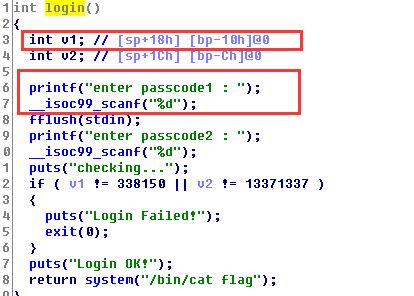 1 int login()
2 {
3 int v1; // [sp+18h] [bp-10h]@0
4 int v2; // [sp+1Ch] [bp-Ch]@0
5
6 printf("enter passcode1 : ");
7 __isoc99_scanf("%d");
8 fflush(stdin);
9 printf("enter passcode2 : ");
0 __isoc99_scanf("%d");
1 puts("checking...");
2 if ( v1 != 338150 || v2 != 13371337 )
3 {
4 puts("Login Failed!");
5 exit(0);
6 }
7 puts("Login OK!");
8 return system("/bin/cat flag");